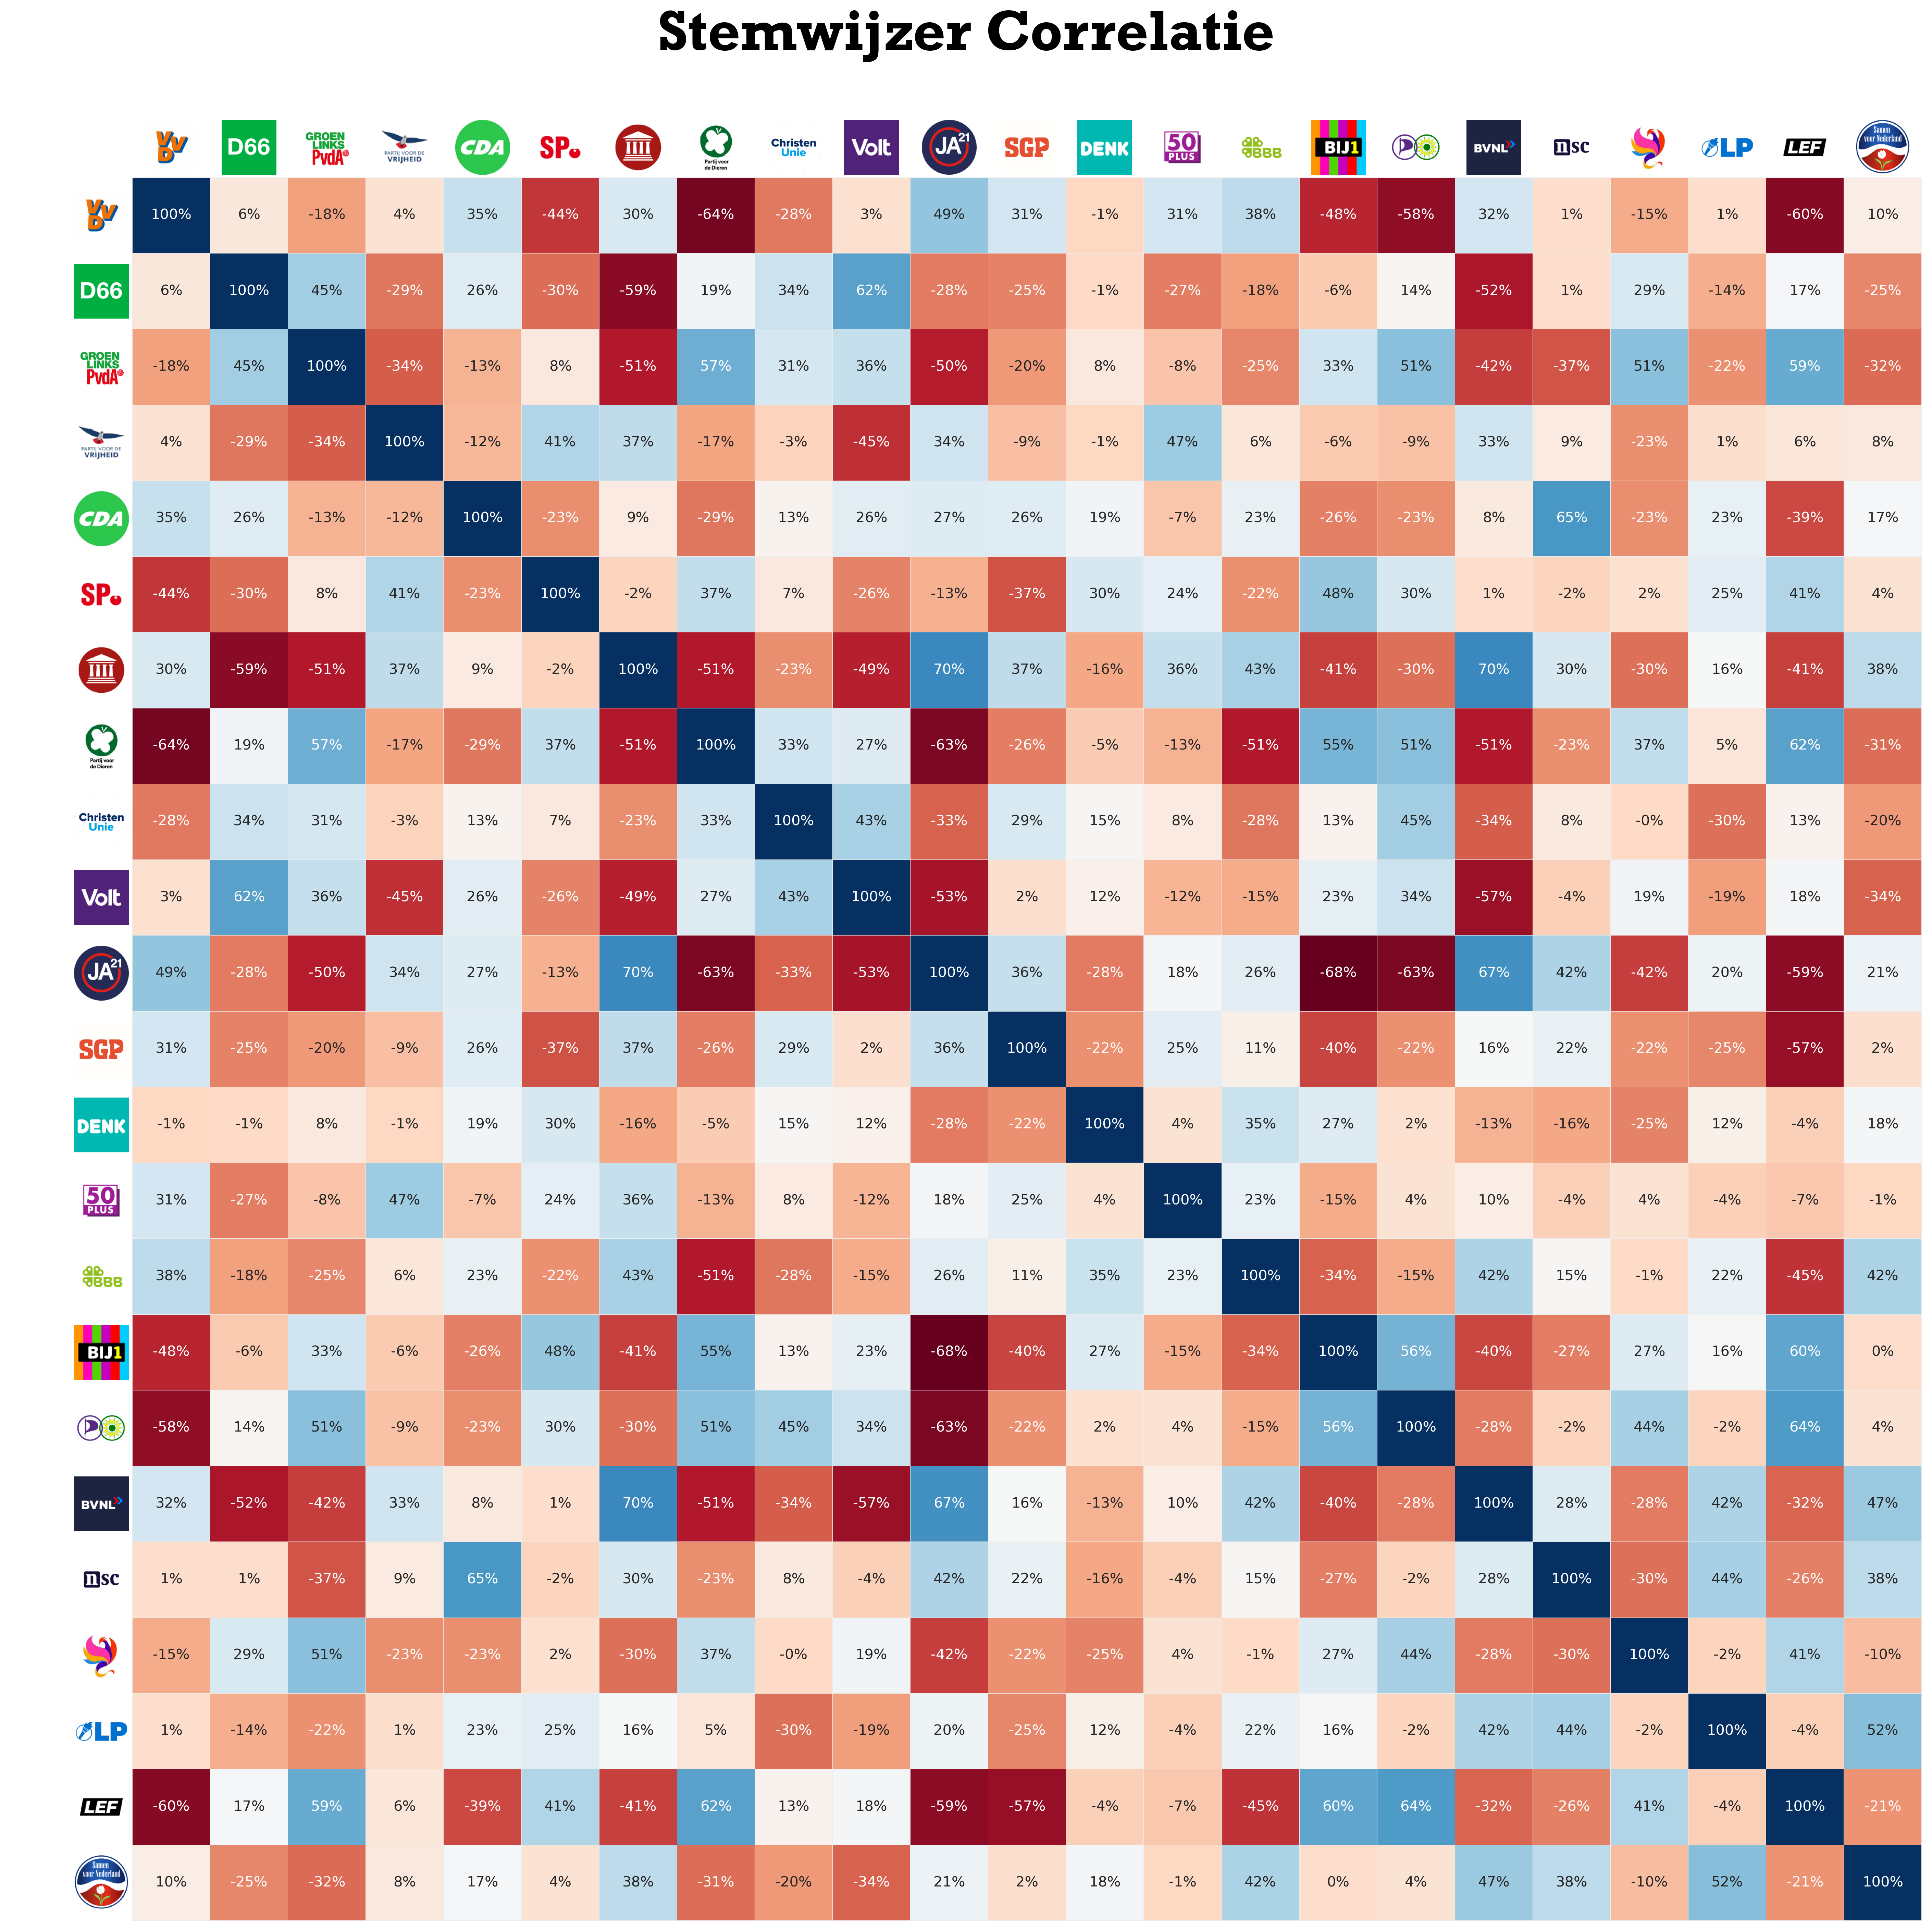 Stemwijzer Correlatie
VVD D66 GROEN LINKS PvdA PARTIJ VOOR DE VRIJHEID CDA SP Partij voor de Dieren Christen Unie Volt JA21 SGP DENK 50 PLUS BBB BIJ1 P BVNL nsc LP LEF Samen voor Nederland
VVD 100% 6% -18% 4% 35% -44% 30% -64% -28% 3% 49% 31% -1% 31% 38% -48% -58% 32% 1% -15% 1% -60% 10%
D66 6% 100% 45% -29% 26% -30% -59% 19% 34% 62% -28% -25% -1% -27% -18% -6% 14% -52% 1% 29% -14% 17% -25%
GROEN LINKS PvdA -18% 45% 100% -34% -13% 8% -51% 57% 31% 36% -50% -20% 8% -8% -25% 33% 51% -42% -37% 51% -22% 59% -32%
PARTIJ VOOR DE VRIJHEID 4% -29% -34% 100% -12% 41% 37% -17% -3% -45% 34% -9% -1% 47% 6% -6% -9% 33% 9% -23% 1% 6% 8%
CDA 35% 26% -13% -12% 100% -23% 9% -29% 13% 26% 27% 26% 19% -7% 23% -26% -23% 8% 65% -23% 23% -39% 17%
SP -44% -30% 8% 41% -23% 100% -2% 37% 7% -26% -13% -37% 30% 24% -22% 48% 30% 1% -2% 2% 25% 41% 4%
30% -59% -51% 37% 9% -2% 100% -51% -23% -49% 70% 37% -16% 36% 43% -41% -30% 70% 30% -30% 16% -41% 38%
Partij voor de Dieren -64% 19% 57% -17% -29% 37% -51% 100% 33% 27% -63% -26% -5% -13% -51% 55% 51% -51% -23% 37% 5% 62% -31%
Christen Unie -28% 34% 31% -3% 13% 7% -23% 33% 100% 43% -33% 29% 15% 8% -28% 13% 45% -34% 8% -0% -30% 13% -20%
Volt 3% 62% 36% -45% 26% -26% -49% 27% 43% 100% -53% 2% 12% -12% -15% 23% 34% -57% -4% 19% -19% 18% -34%
JA21 49% -28% -50% 34% 27% -13% 70% -63% -33% -53% 100% 36% -28% 18% 26% -68% -63% 67% 42% -42% 20% -59% 21%
SGP 31% -25% -20% -9% 26% -37% 37% -26% 29% 2% 36% 100% -22% 25% 11% -40% -22% 16% 22% -22% -25% -57% 2%
DENK -1% -1% 8% -1% 19% 30% -16% -5% 15% 12% -28% -22% 100% 4% 35% 27% 2% -13% -16% -25% 12% -4% 18%
50 PLUS 31% -27% -8% 47% -7% 24% 36% -13% 8% -12% 18% 25% 4% 100% 23% -15% 4% 10% -4% 4% -4% -7% -1%
BBB 38% -18% -25% 6% 23% -22% 43% -51% -28% -15% 26% 11% 35% 23% 100% -34% -15% 42% 15% -1% 22% -45% 42%
BIJ1 -48% -6% 33% -6% -26% 48% -41% 55% 13% 23% -68% -40% 27% -15% -34% 100% 56% -40% -27% 27% 16% 60% 0%
P -58% 14% 51% -9% -23% 30% -30% 51% 45% 34% -63% -22% 2% 4% -15% 56% 100% -28% -2% 44% -2% 64% 4%
BVNL 32% -52% -42% 33% 8% 1% 70% -51% -34% -57% 67% 16% -13% 10% 42% -40% -28% 100% 28% -28% 42% -32% 47%
nsc 1% 1% -37% 9% 65% -2% 30% -23% 8% -4% 42% 22% -16% -4% 15% -27% -2% 28% 100% -30% 44% -26% 38%
-15% 29% 51% -23% -23% 2% -30% 37% -0% 19% -42% -22% -25% 4% -1% 27% 44% -28% -30% 100% -2% 41% -10%
LP 1% -14% -22% 1% 23% 25% 16% 5% -30% -19% 20% -25% 12% -4% 22% 16% -2% 42% 44% -2% 100% -4% 52%
LEF -60% 17% 59% 6% -39% 41% -41% 62% 13% 18% -59% -57% -4% -7% -45% 60% 64% -32% -26% 41% -4% 100% -21%
Samen voor Nederland 10% -25% -32% 8% 17% 4% 38% -31% -20% -34% 21% 2% 18% -1% 42% 0% 4% 47% 38% -10% 52% -21% 100%